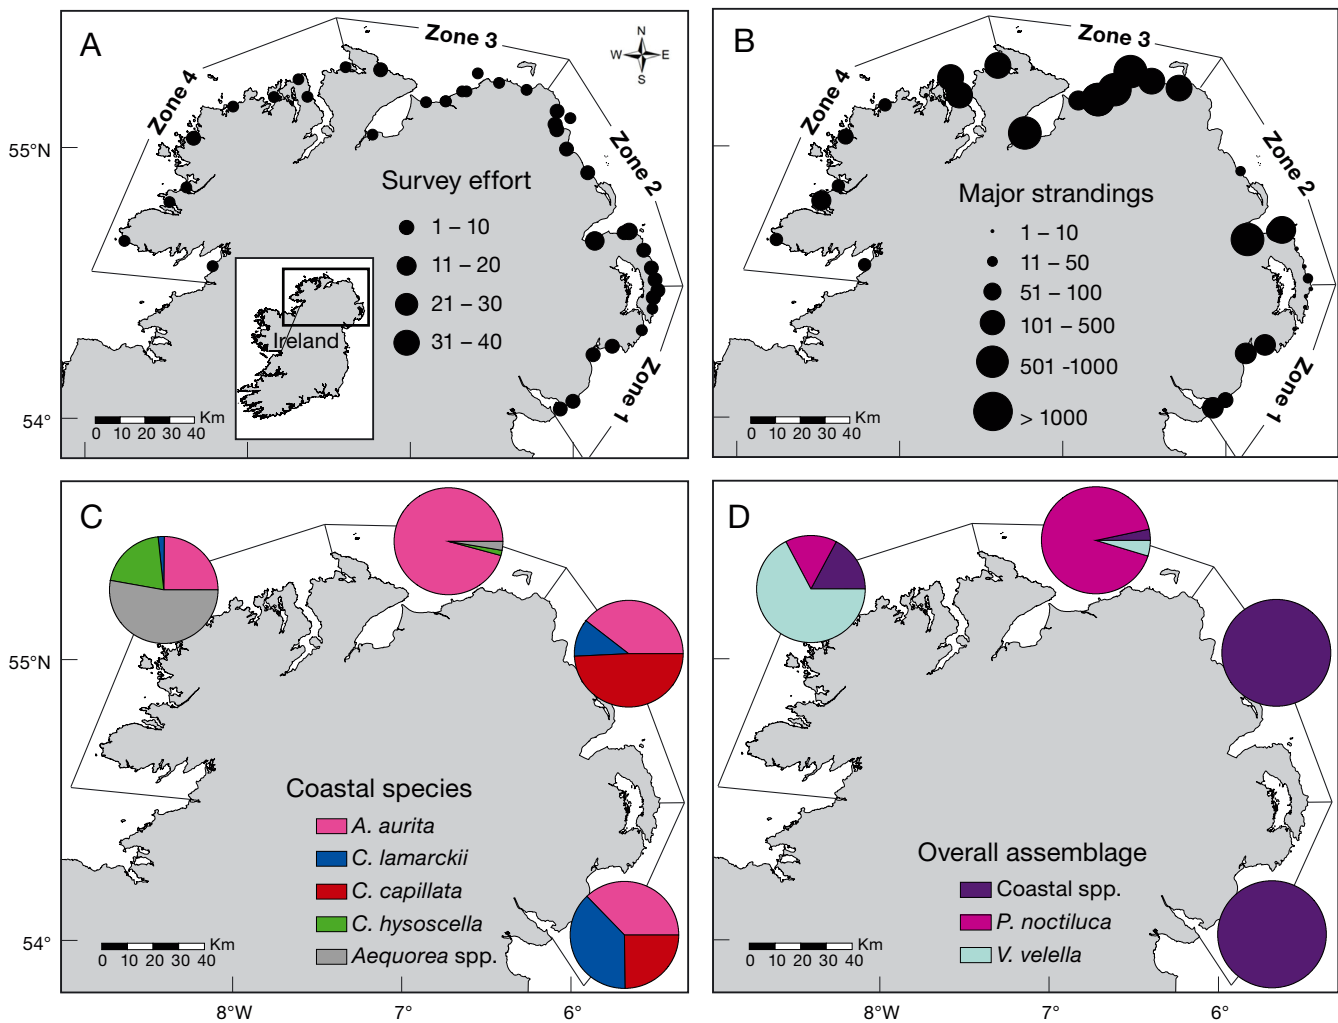 A
Zone 3
N
W E
S
Zone 4
Zone 2
55°N
Survey effort
1 – 10
11 – 20
21 – 30
31 – 40
Ireland
Zone 1
Km
0 10 20 30 40
54°
B
Zone 3
Zone 4
Zone 2
Major strandings
1 – 10
11 – 50
51 – 100
101 – 500
501 -1000
> 1000
Zone 1
Km
0 10 20 30 40
C
55°N
Coastal species
A. aurita
C. lamarckii
C. capillata
C. hysoscella
Aequorea spp.
Km
0 10 20 30 40
54°
8°W
7°
6°
D
Overall assemblage
Coastal spp.
P. noctiluca
V. velella
Km
0 10 20 30 40
8°W
7°
6°